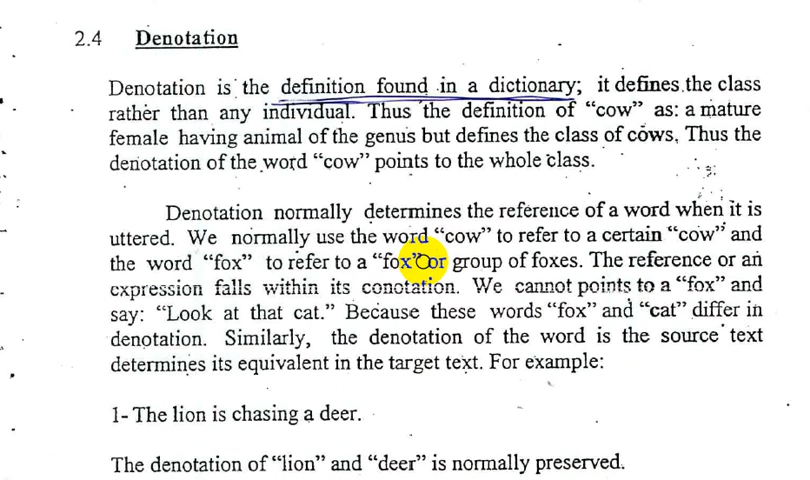 2.4 Denotation
Denotation is the definition found in a dictionary; it defines the class
rather than any individual. Thus the definition of “cow” as: a mature
female having animal of the genus but defines the class of cows. Thus the
denotation of the word “cow” points to the whole class.
Denotation normally determines the reference of a word when it is
uttered. We normally use the word “cow” to refer to a certain “cow” and
the word “fox” to refer to a “fox” or group of foxes. The reference or an
expression falls within its conotation. We cannot points to a “fox” and
say: “Look at that cat.” Because these words “fox” and “cat” differ in
denotation. Similarly, the denotation of the word is the source text
determines its equivalent in the target text. For example:
1- The lion is chasing a deer.
The denotation of “lion” and “deer” is normally preserved.